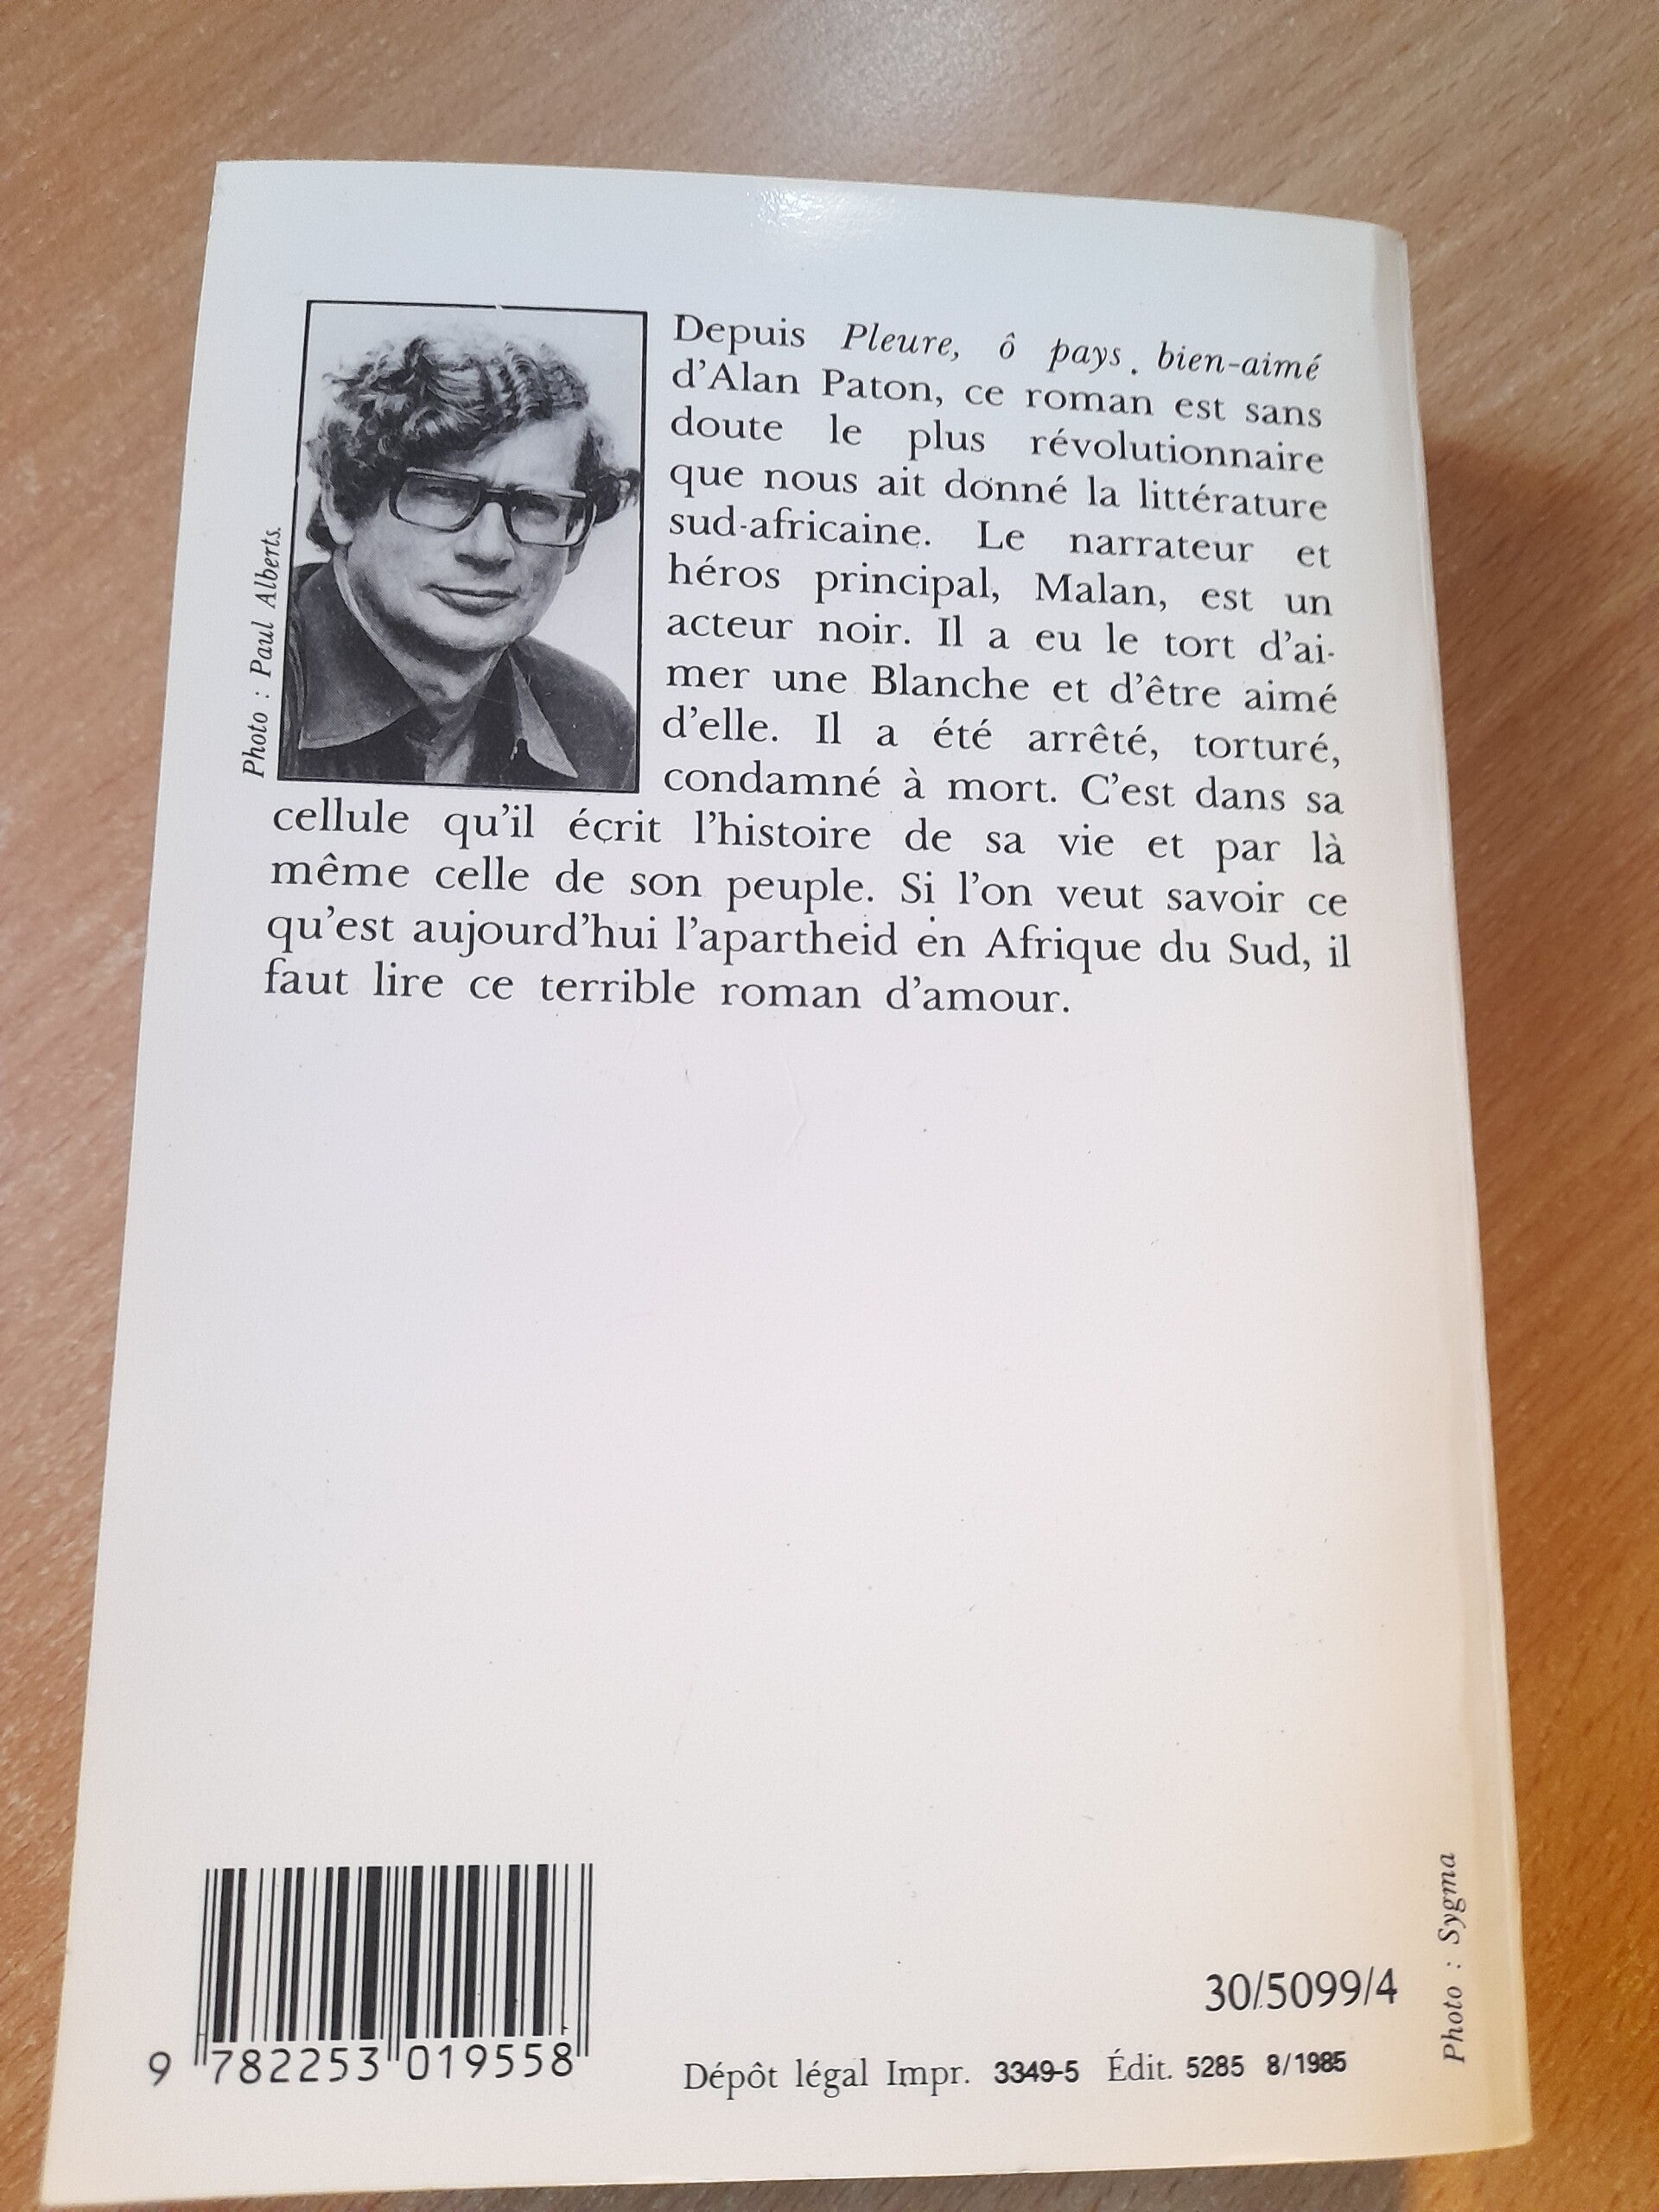 Photo : Paul Alberts.
Depuis Pleure, ô pays bien-aimé
d'Alan Paton, ce roman est sans
doute le plus révolutionnaire
que nous ait donné la littérature
sud-africaine. Le narrateur et
héros principal, Malan, est un
acteur noir. Il a eu le tort d'ai-
mer une Blanche et d'être aimé
d'elle. Il a été arrêté, torturé,
condamné à mort. C'est dans sa
cellule qu'il écrit l'histoire de sa vie et par là
même celle de son peuple. Si l'on veut savoir ce
qu'est aujourd'hui l'apartheid en Afrique du Sud, il
faut lire ce terrible roman d'amour.
9 782253 019558
30/5099/4
Dépôt légal Impr. 3349-5 Édit. 5285 8/1985
Photo : Sygma